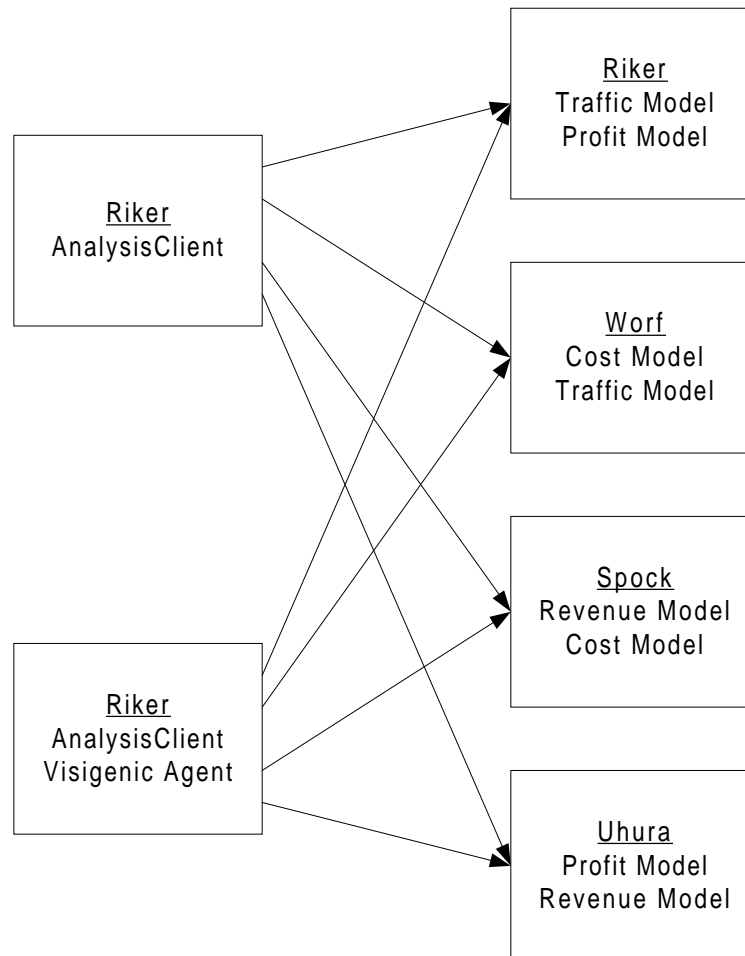 Riker
AnalysisClient
Riker
AnalysisClient
Visigenic Agent
Riker
Traffic Model
Profit Model
Worf
Cost Model
Traffic Model
Spock
Revenue Model
Cost Model
Uhura
Profit Model
Revenue Model